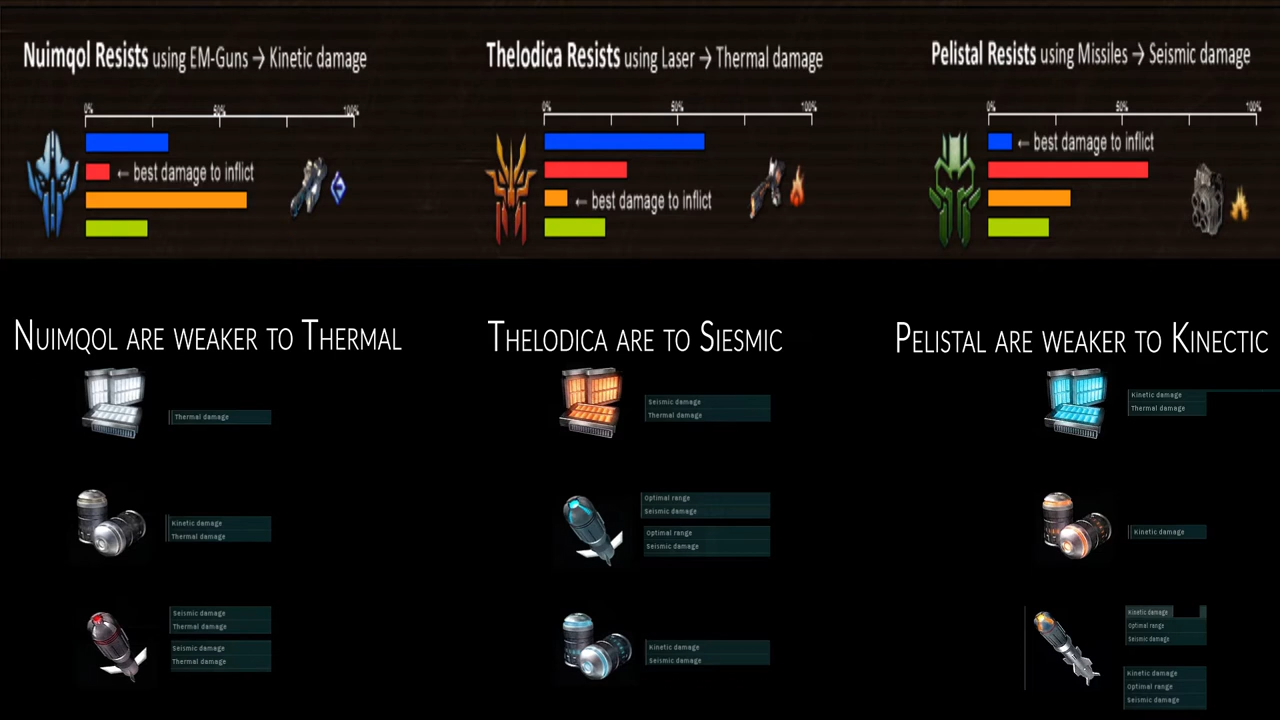 Nuimqol Resists using EM-Guns → Kinetic damage
0% 50% 100%
← best damage to inflict
Thelodica Resists using Laser → Thermal damage
0% 50% 100%
← best damage to inflict
Pelistal Resists using Missiles → Seismic damage
0% 50% 100%
← best damage to inflict
Nuimqol are weaker to Thermal
Thermal damage
Kinetic damage
Thermal damage
Seismic damage
Thermal damage
Seismic damage
Thermal damage
Thelodica are to Siesmic
Seismic damage
Thermal damage
Optimal range
Seismic damage
Optimal range
Seismic damage
Kinetic damage
Seismic damage
Pelistal are weaker to Kinectic
Kinetic damage
Thermal damage
Kinetic damage
Kinetic damage
Optimal range
Seismic damage
Kinetic damage
Optimal range
Seismic damage